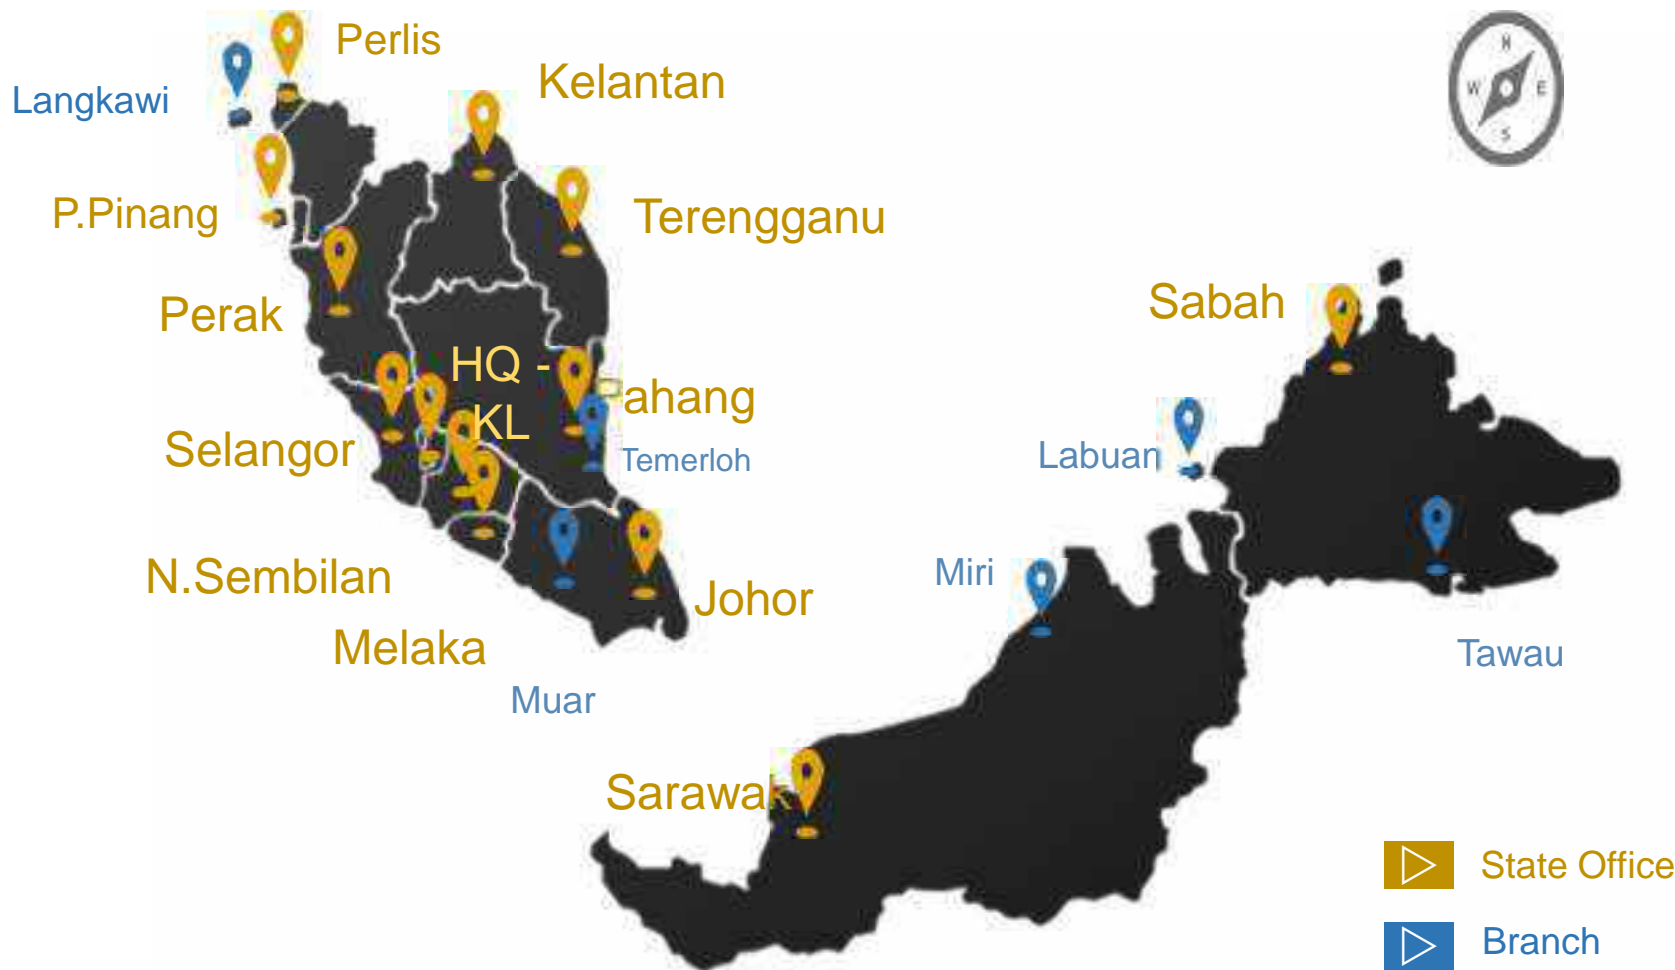 Perlis
Langkawi
Kelantan
N
W
E
S
P.Pinang
Terengganu
Perak
Sabah
HQ -
KL
ahang
Selangor
Temerloh
Labuan
N.Sembilan
Johor
Miri
Melaka
Muar
Tawau
Sarawak
State Office
Branch